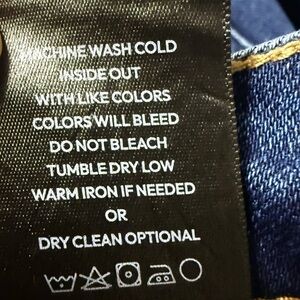 MACHINE WASH COLD
INSIDE OUT
WITH LIKE COLORS
COLORS WILL BLEED
DO NOT BLEACH
TUMBLE DRY LOW
WARM IRON IF NEEDED
OR
DRY CLEAN OPTIONAL